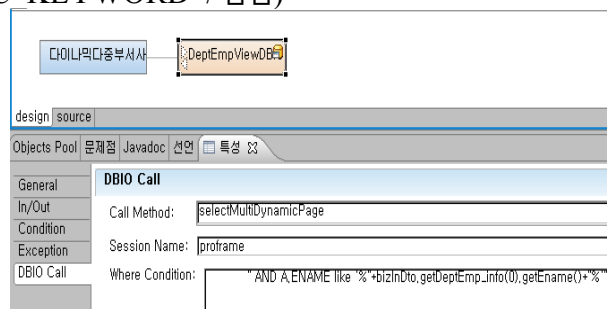 다이나믹다중부서사 DeptEmpViewDB
design source
Objects Pool 문제점 Javadoc 선언 특성
General DBIO Call
In/Out Call Method: selectMultiDynamicPage
Condition
Exception Session Name: proframe
DBIO Call Where Condition: " AND A.ENAME like '%"+bizInDto.getDeptEmp_info(0).getEname()+"%'"